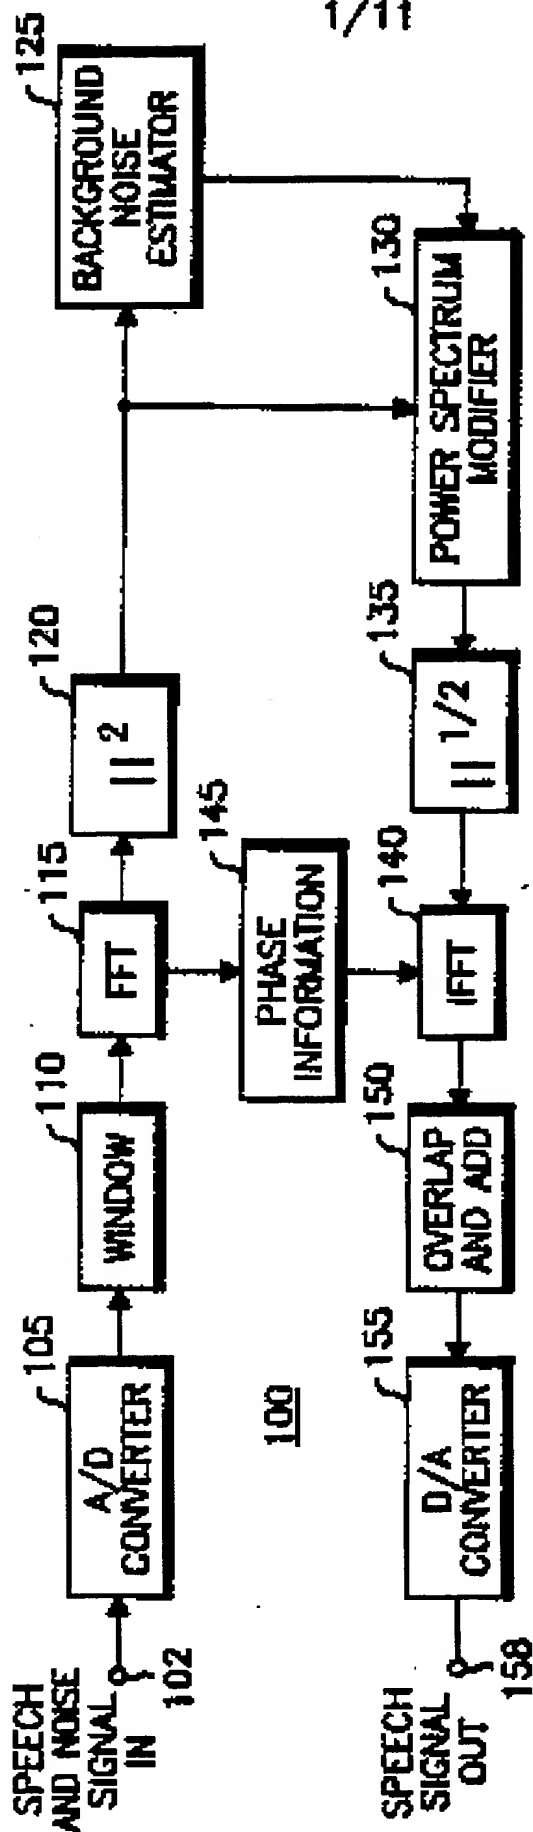 1/11
SPEECH
AND NOISE
SIGNAL
IN
102
A/D
CONVERTER
105
WINDOW
110
FFT
115
||²
120
BACKGROUND
NOISE
ESTIMATOR
125
PHASE
INFORMATION
145
100
SPEECH
SIGNAL
OUT
158
D/A
CONVERTER
155
OVERLAP
AND ADD
150
IFFT
140
||1/2
135
POWER SPECTRUM
MODIFIER
130